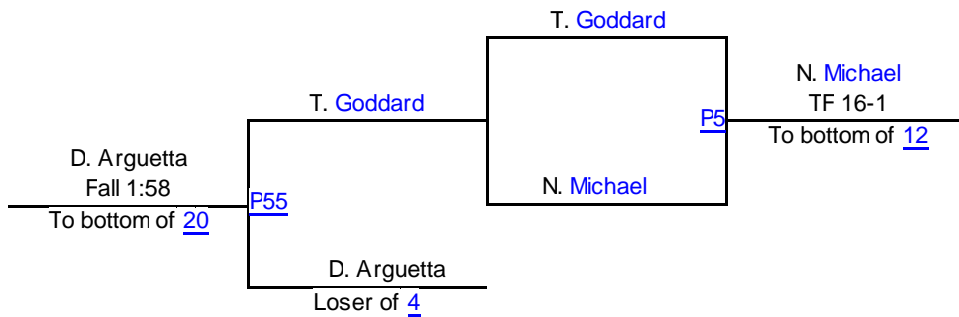 T. Goddard
N. Michael
TF 16-1
T. Goddard
P5
To bottom of 12
D. Arguetta
Fall 1:58
N. Michael
P55
To bottom of 20
D. Arguetta
Loser of 4